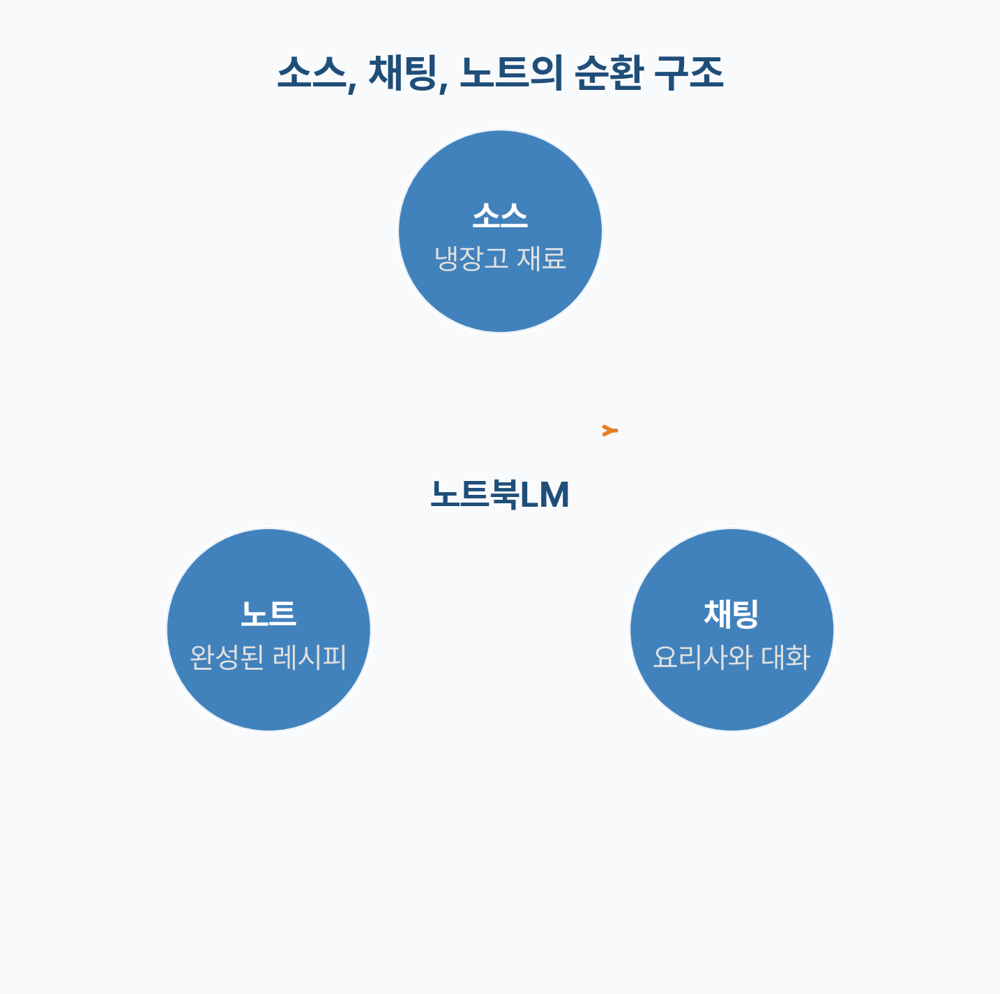 소스, 채팅, 노트의 순환 구조
소스
냉장고 재료
노트북LM
노트
완성된 레시피
채팅
요리사와 대화